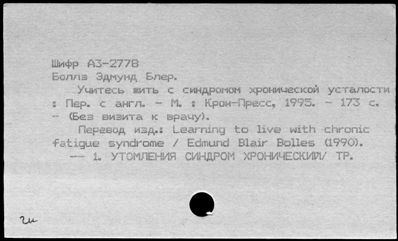 Шифр А3-2778
Боллз Эдмунд Блер.
Учитесь жить с синдромом хронической усталости
: Пер. с англ. - М. : Крон-Пресс, 1995. - 173 с.
- (Без визита к врачу).
Перевод изд.: Learning to live with chronic
fatigue syndrome / Edmund Blair Bolles (1990).
-- 1. УТОМЛЕНИЯ СИНДРОМ ХРОНИЧЕСКИЙ/ ТР.